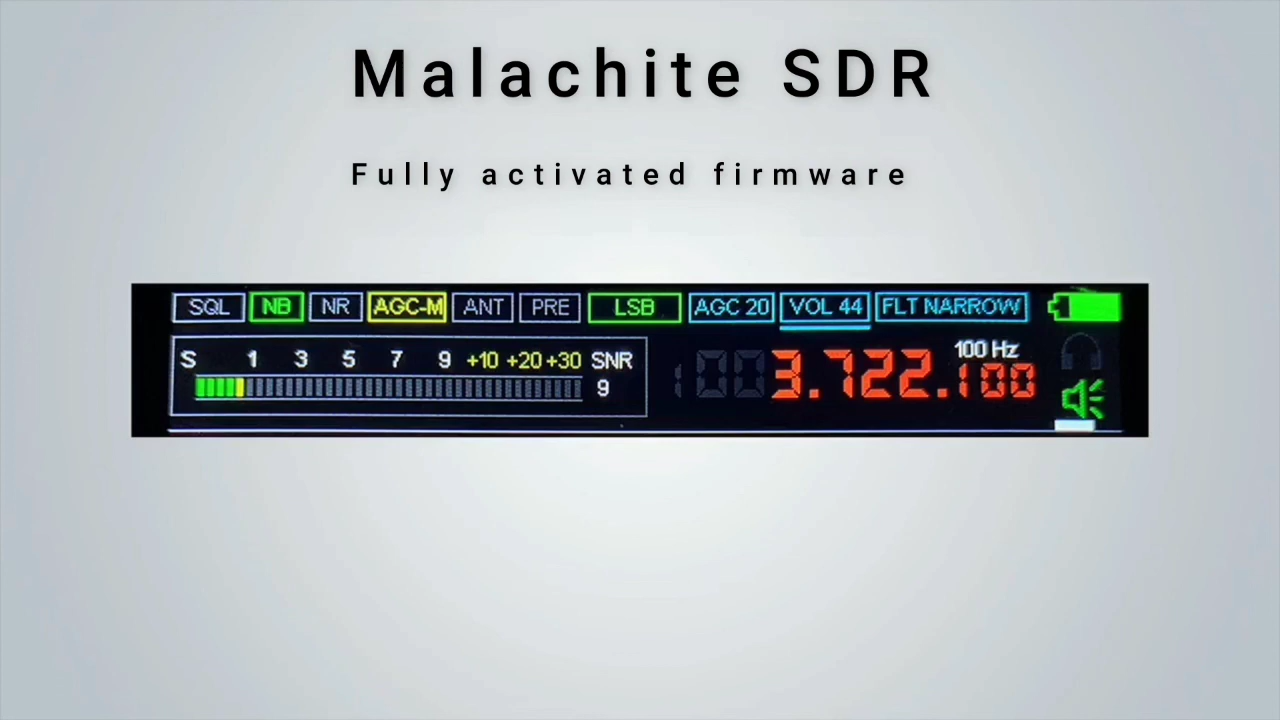 Malachite SDR
Fully activated firmware
SQL NB NR AGC-M ANT PRE LSB AGC 20 VOL 44 FLT NARROW
S 1 3 5 7 9 +10 +20 +30 SNR
9
100 Hz
3.722.100